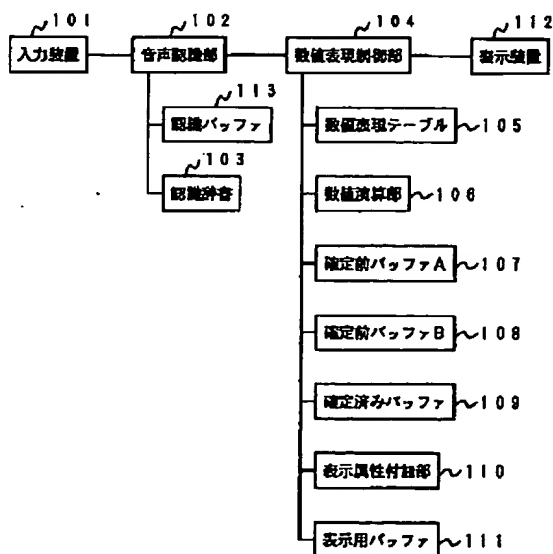 101
102
104
112
入力装置
音声認識部
数値表現制御部
表示装置
113
認識バッファ
数値表現テーブル
105
103
認識辞書
数値演算部
106
確定前バッファA
107
確定前バッファB
108
確定済みバッファ
109
表示属性付加部
110
表示用バッファ
111